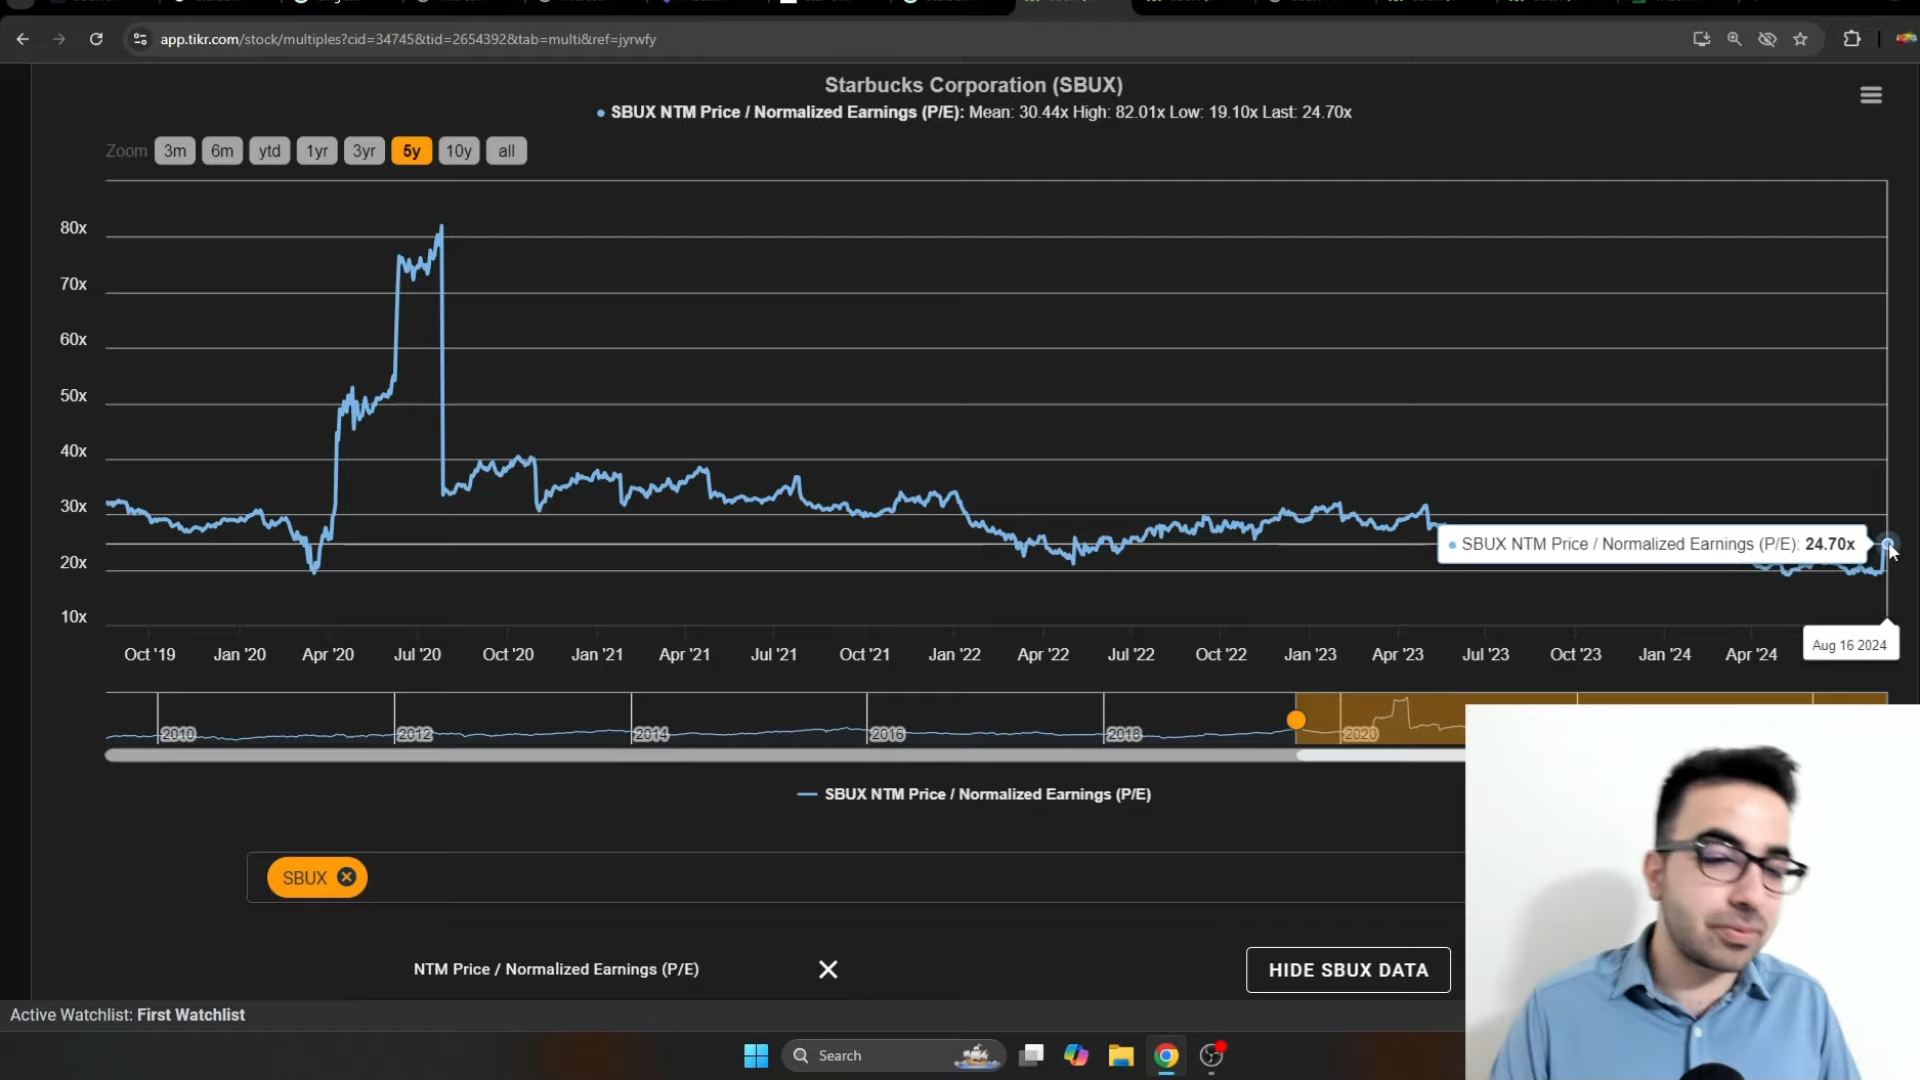 app.tikr.com/stock/multiples?cid=34745&tid=2654392&tab=multi&ref=jyrwfy
Starbucks Corporation (SBUX)
SBUX NTM Price / Normalized Earnings (P/E): Mean: 30.44x High: 82.01x Low: 19.10x Last: 24.70x
Zoom 3m 6m ytd 1yr 3yr 5y 10y all
80x
70x
60x
50x
40x
30x
20x
10x
SBUX NTM Price / Normalized Earnings (P/E): 24.70x
Oct '19 Jan '20 Apr '20 Jul '20 Oct '20 Jan '21 Apr '21 Jul '21 Oct '21 Jan '22 Apr '22 Jul '22 Oct '22 Jan '23 Apr '23 Jul '23 Oct '23 Jan '24 Apr '24
Aug 16 2024
2010 2012 2014 2016 2018 2020
SBUX NTM Price / Normalized Earnings (P/E)
SBUX
NTM Price / Normalized Earnings (P/E)
HIDE SBUX DATA
Active Watchlist: First Watchlist
Search